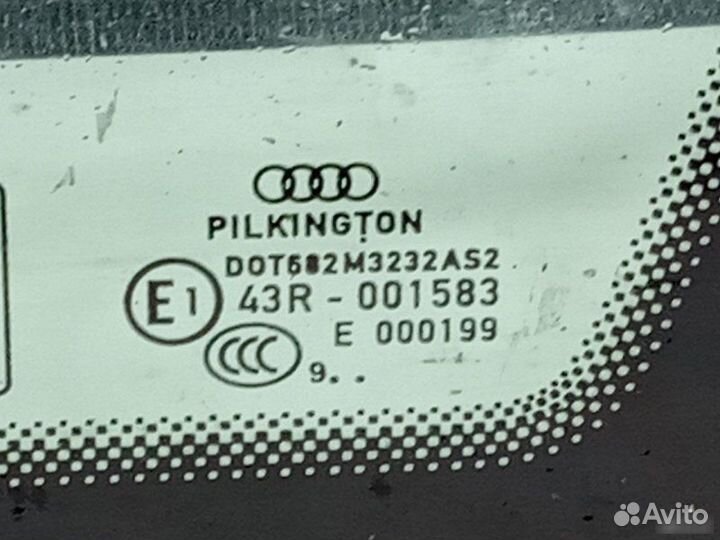 PILKINGTON
DOT682M3232AS2
E1 43R - 001583
E 000199
CCC
9. .
Avito